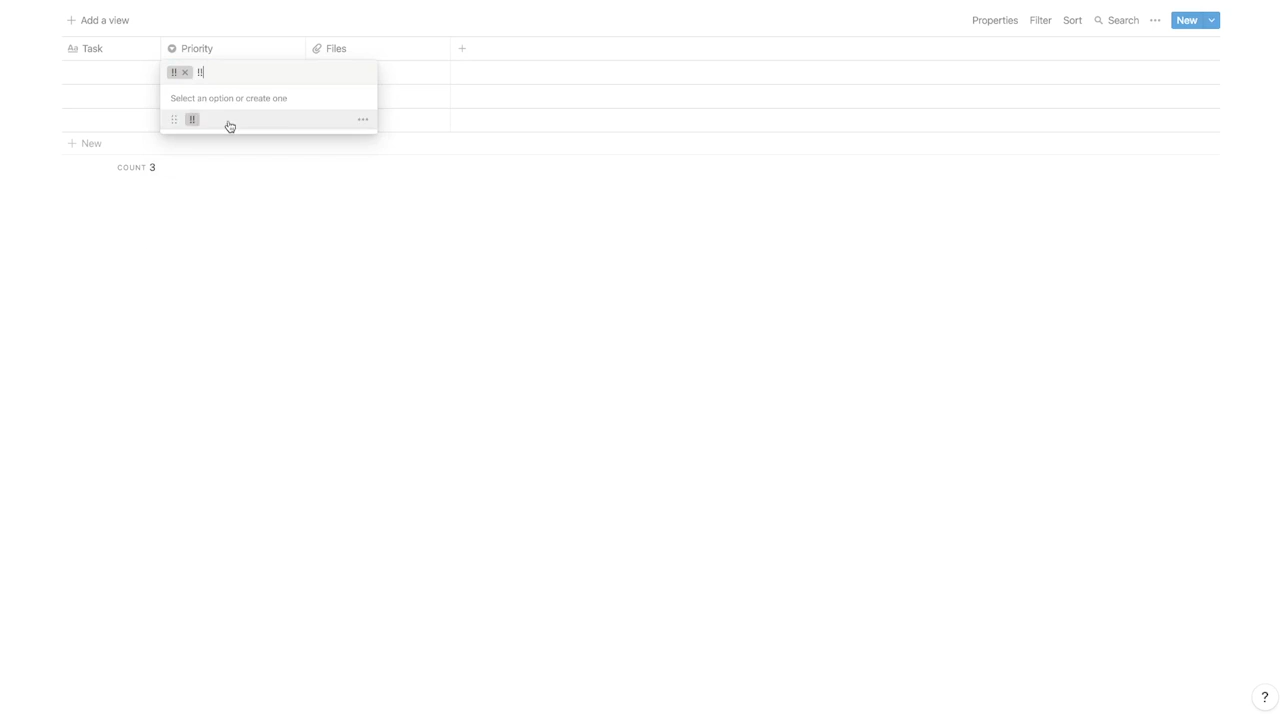 Add a view
Properties Filter Sort Search New
Task Priority Files
!! !!
Select an option or create one
!!
New
COUNT 3
?